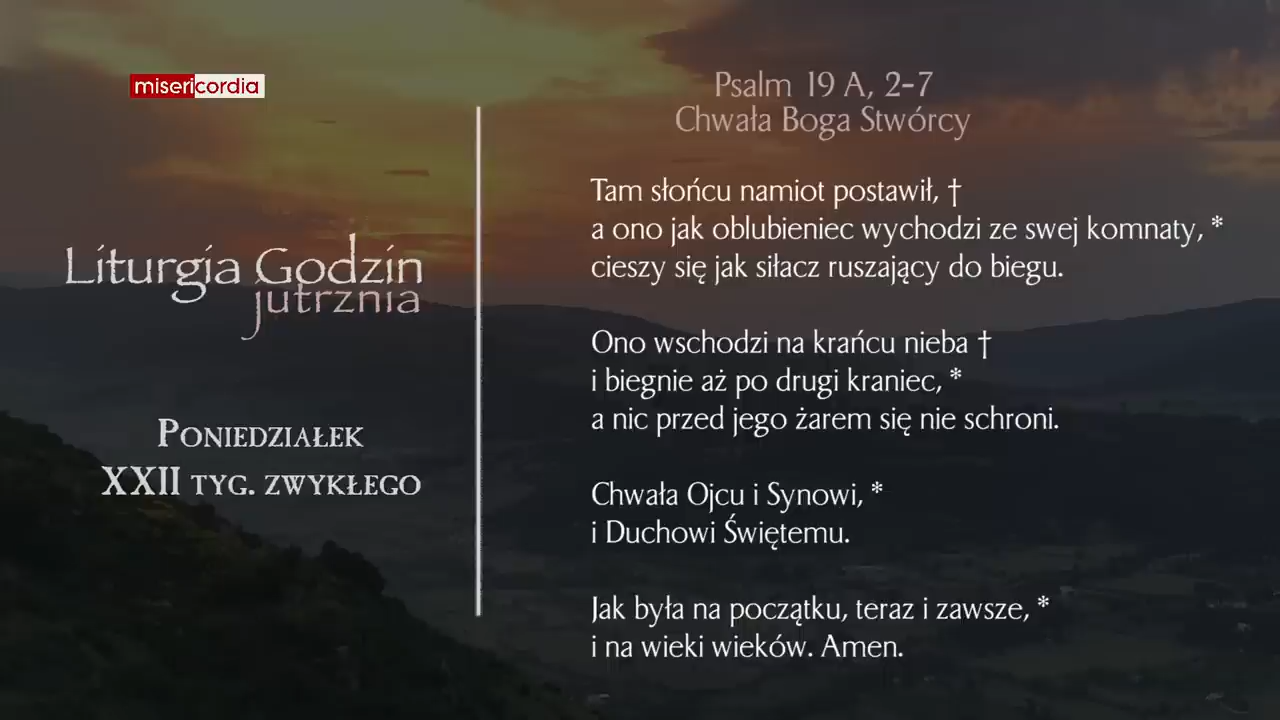 misericordia
Liturgia Godzin
jutrznia
Poniedziałek
XXII tyg. zwykłego
Psalm 19 A, 2-7
Chwała Boga Stwórcy
Tam słońcu namiot postawił, †
a ono jak oblubieniec wychodzi ze swej komnaty, *
cieszy się jak siłacz ruszający do biegu.
Ono wschodzi na krańcu nieba †
i biegnie aż po drugi kraniec, *
a nic przed jego żarem się nie schroni.
Chwała Ojcu i Synowi, *
i Duchowi Świętemu.
Jak była na początku, teraz i zawsze, *
i na wieki wieków. Amen.